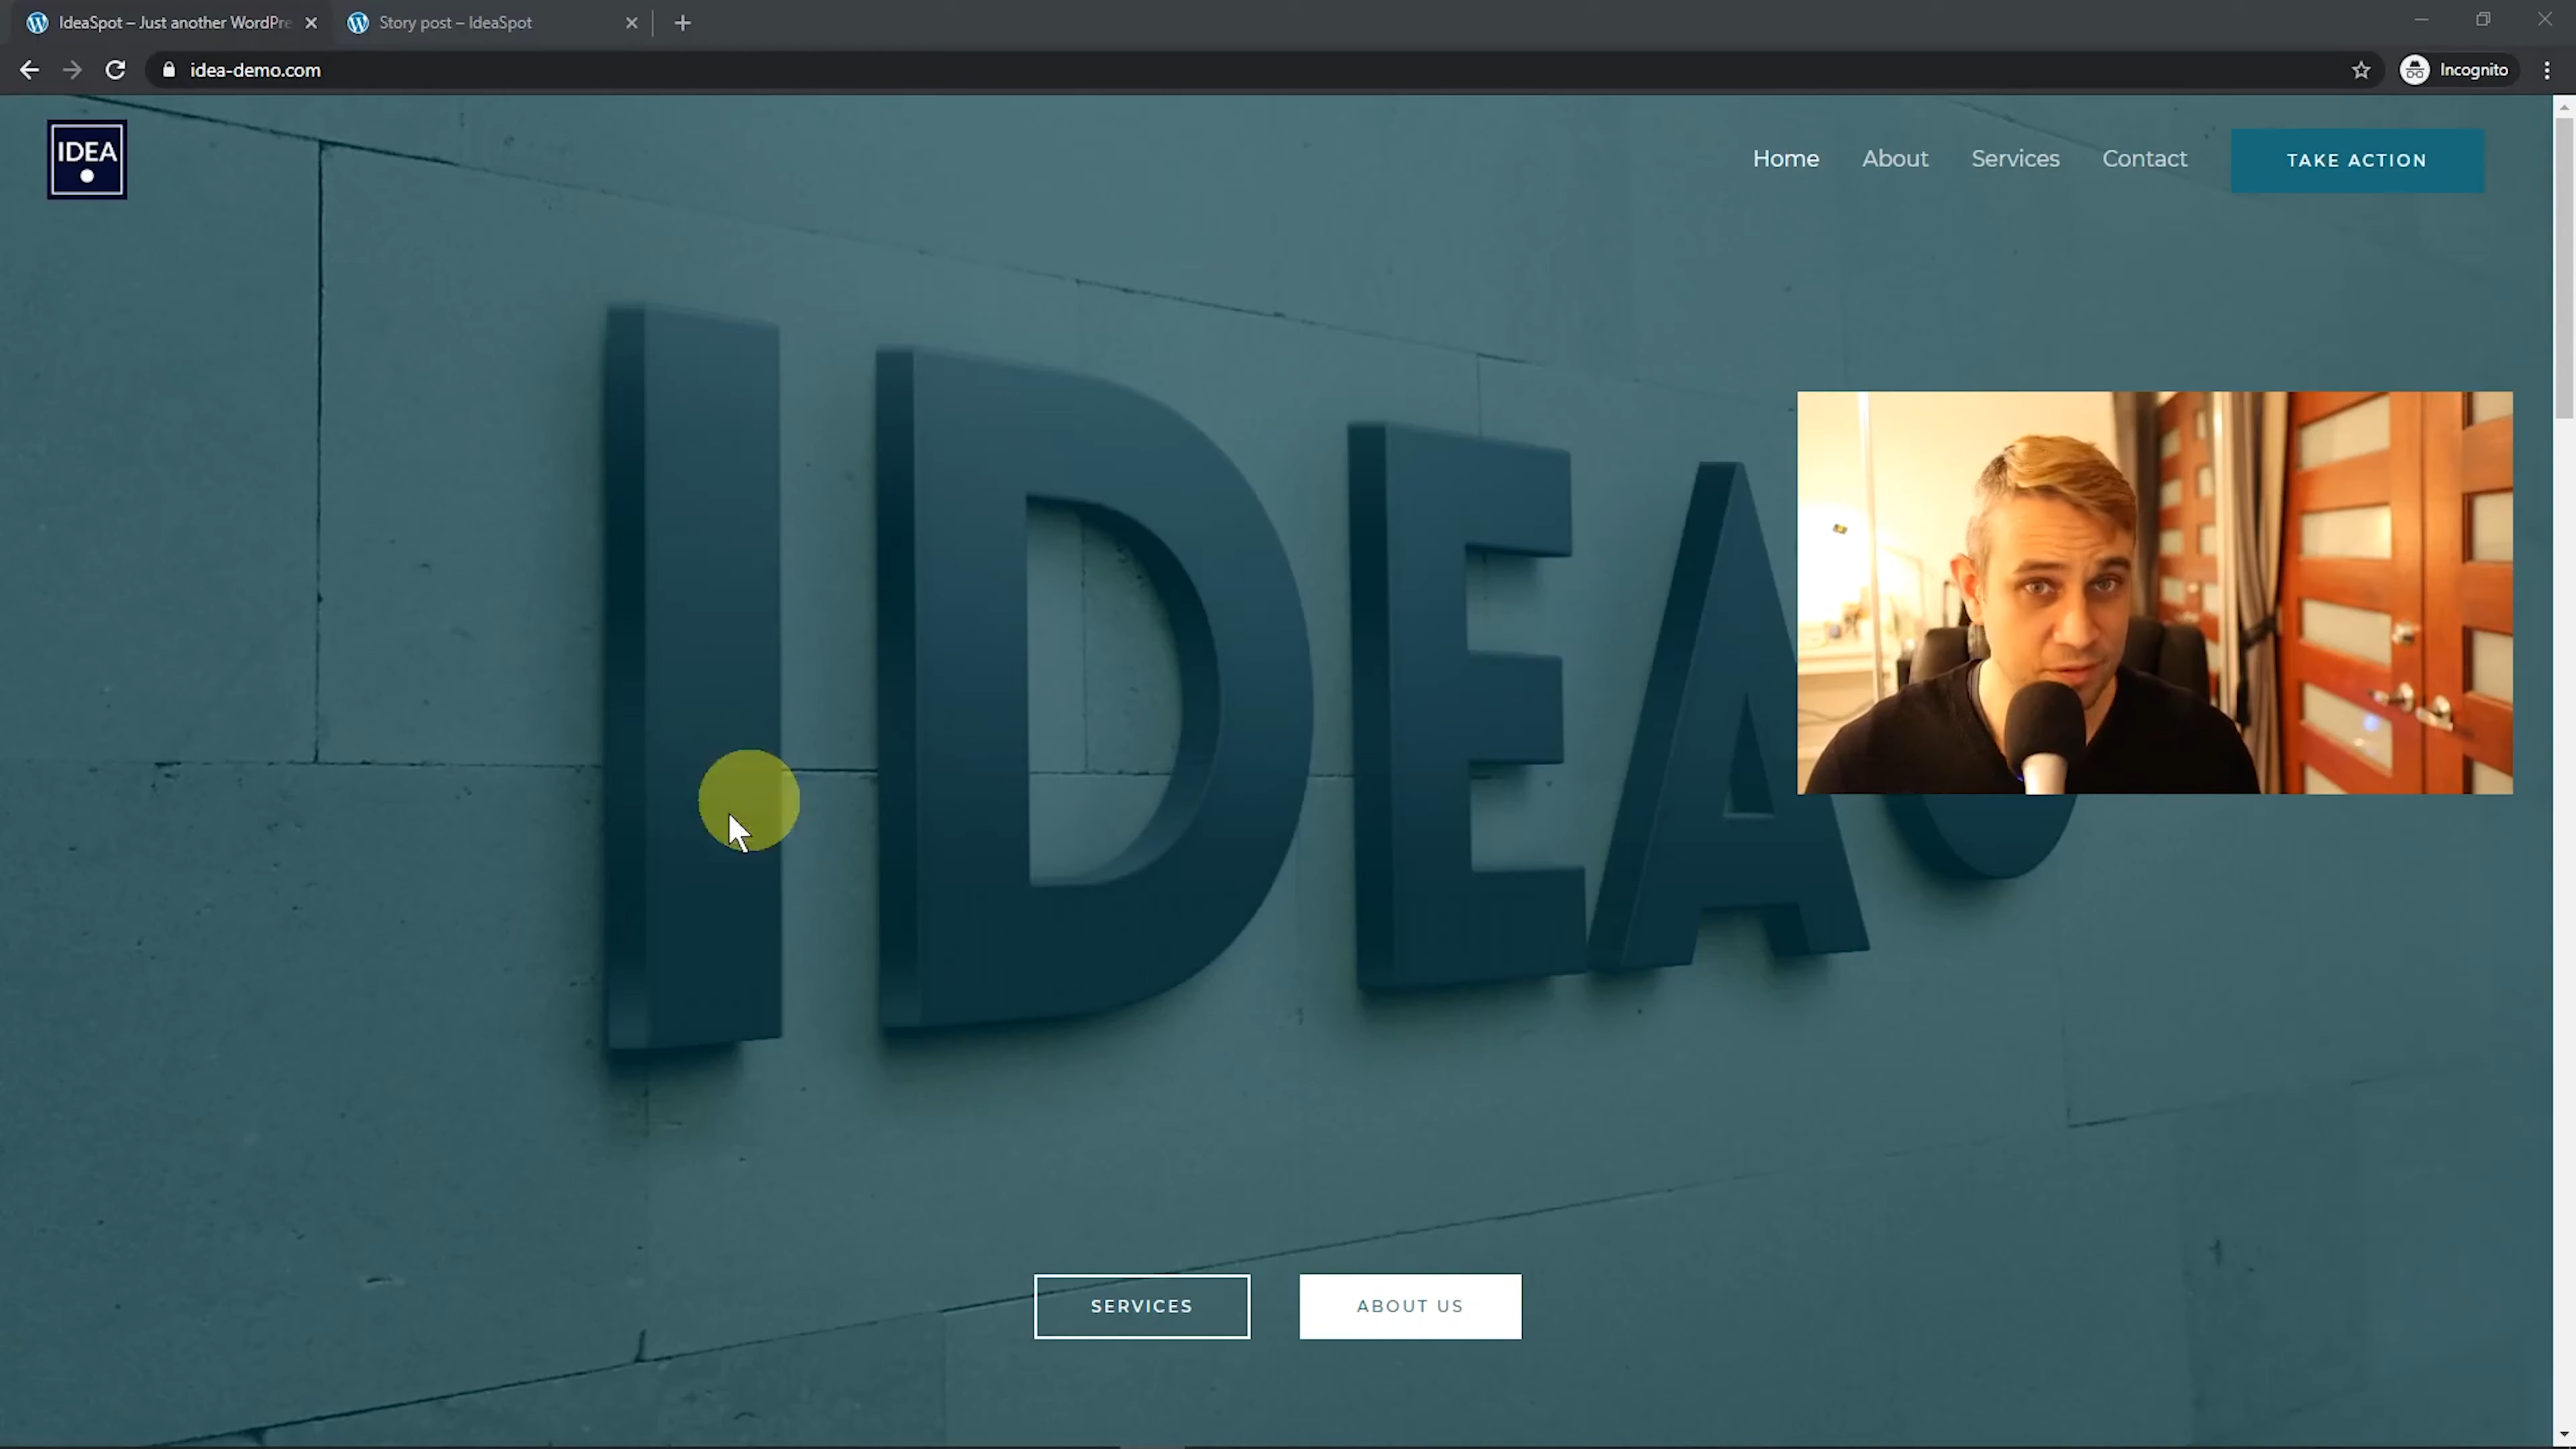 IdeaSpot – Just another WordPre
Story post – IdeaSpot
idea-demo.com
Incognito
IDEA
Home
About
Services
Contact
TAKE ACTION
IDEA
SERVICES
ABOUT US